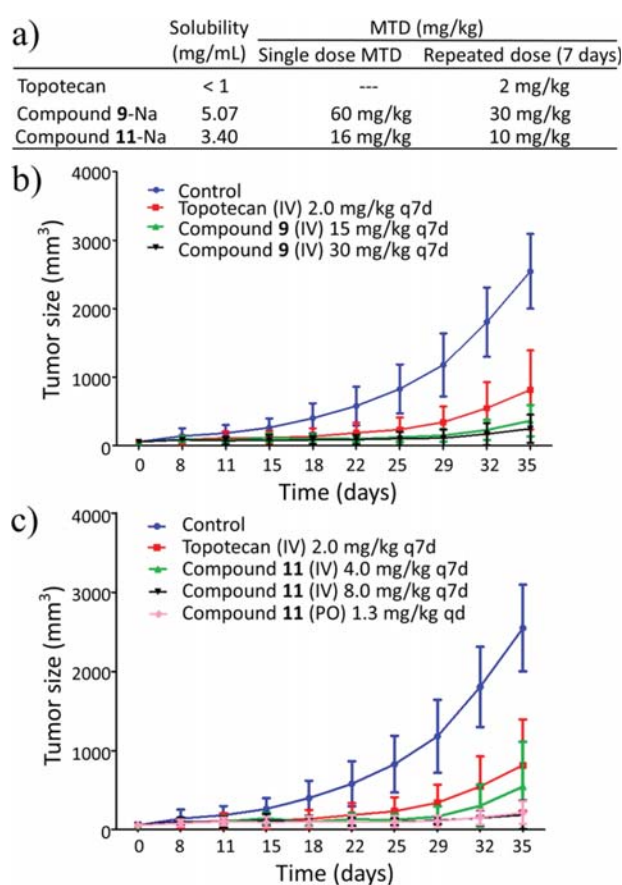 a)
Solubility MTD (mg/kg)
(mg/mL) Single dose MTD Repeated dose (7 days)
Topotecan < 1 --- 2 mg/kg
Compound 9-Na 5.07 60 mg/kg 30 mg/kg
Compound 11-Na 3.40 16 mg/kg 10 mg/kg
b)
4000
3000
2000
1000
0
Tumor size (mm³)
Control
Topotecan (IV) 2.0 mg/kg q7d
Compound 9 (IV) 15 mg/kg q7d
Compound 9 (IV) 30 mg/kg q7d
0 8 11 15 18 22 25 29 32 35
Time (days)
c)
4000
3000
2000
1000
0
Tumor size (mm³)
Control
Topotecan (IV) 2.0 mg/kg q7d
Compound 11 (IV) 4.0 mg/kg q7d
Compound 11 (IV) 8.0 mg/kg q7d
Compound 11 (PO) 1.3 mg/kg qd
0 8 11 15 18 22 25 29 32 35
Time (days)